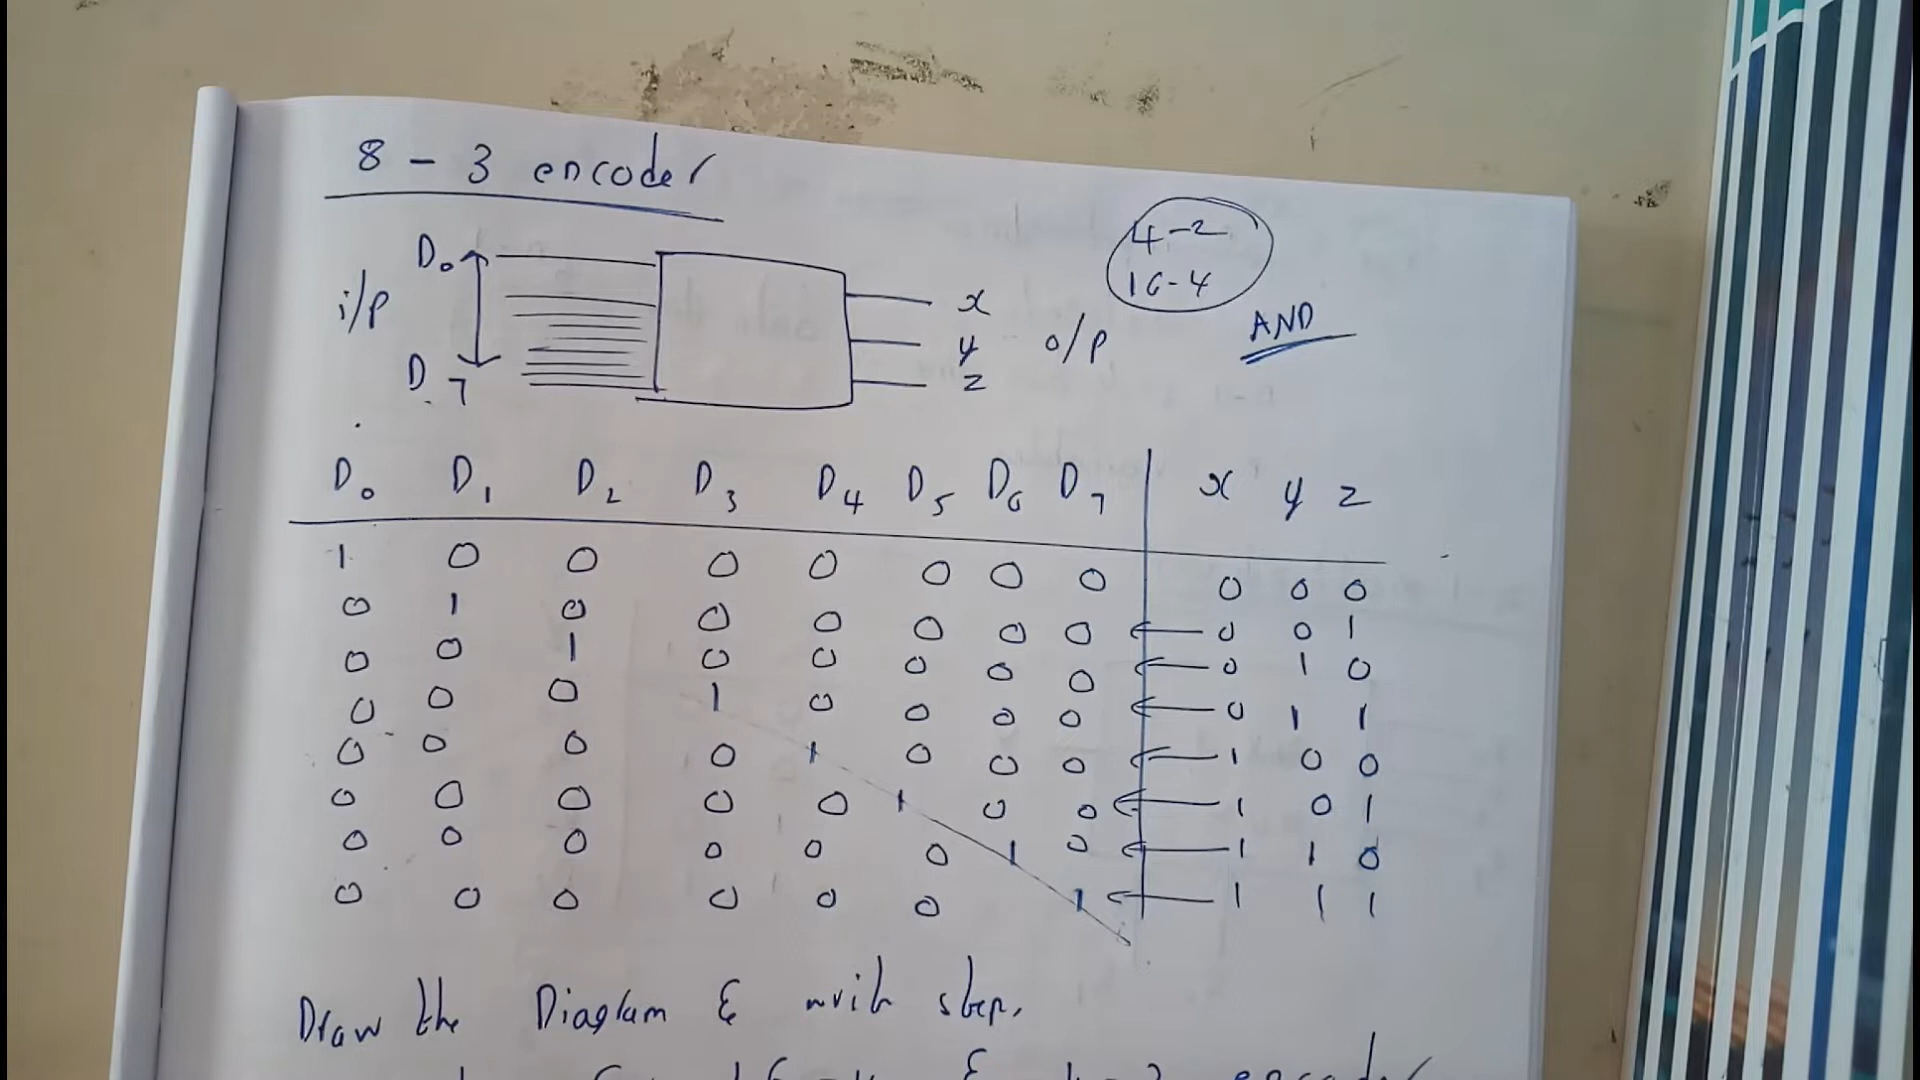 8 - 3 encoder
D0
i/p
D7
x
y
z
o/p
4-2
16-4
AND
D0 D1 D2 D3 D4 D5 D6 D7 x y z
1 0 0 0 0 0 0 0 0 0 0
0 1 0 0 0 0 0 0 0 0 1
0 0 1 0 0 0 0 0 0 1 0
0 0 0 1 0 0 0 0 0 1 1
0 0 0 0 1 0 0 0 1 0 0
0 0 0 0 0 1 0 0 1 0 1
0 0 0 0 0 0 1 0 1 1 0
0 0 0 0 0 0 1 1 1 1
Draw the Diagram & step.
& encoder